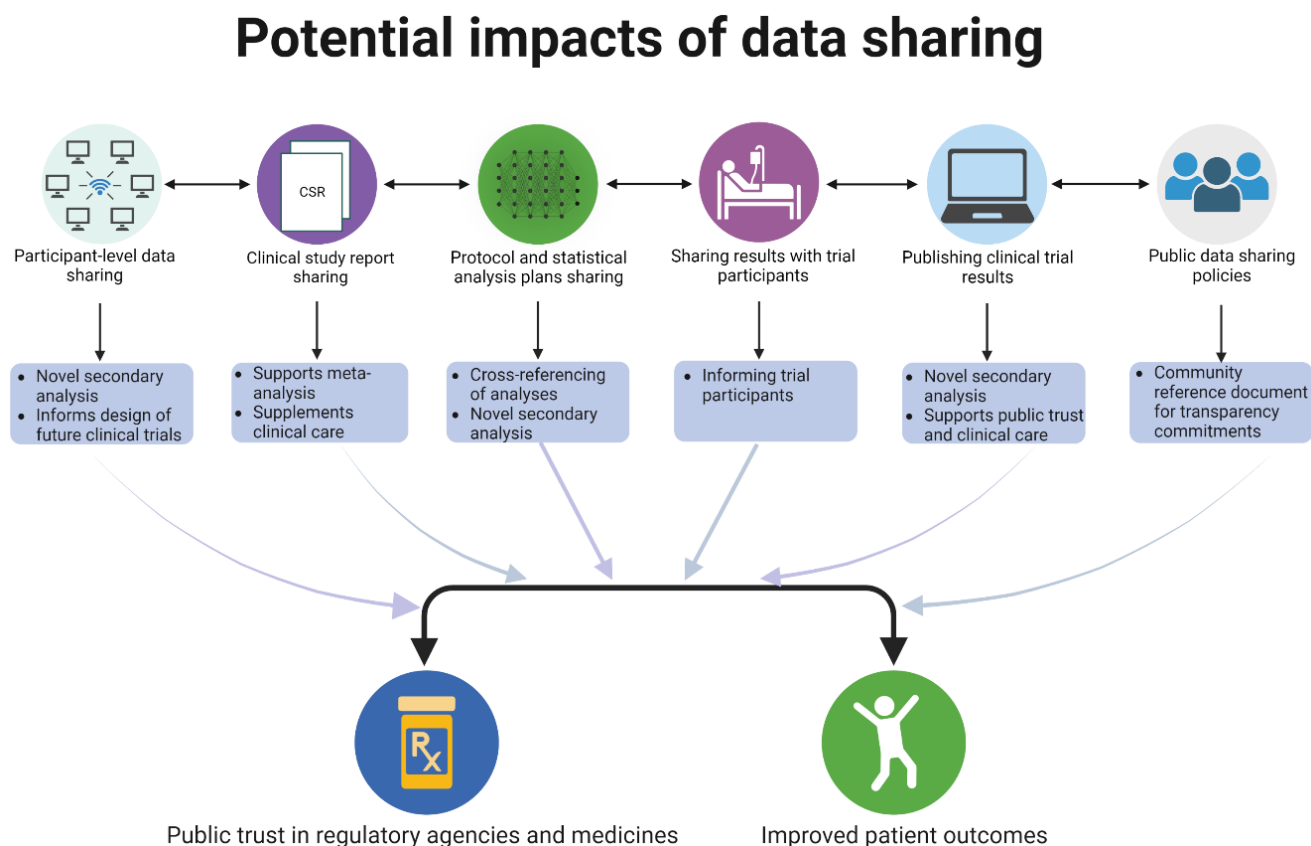 Potential impacts of data sharing
CSR
Participant-level data
sharing
Clinical study report
sharing
Protocol and statistical
analysis plans sharing
Sharing results with trial
participants
Publishing clinical trial
results
Public data sharing
policies
• Novel secondary
analysis
• Informs design of
future clinical trials
• Supports meta-
analysis
• Supplements
clinical care
• Cross-referencing
of analyses
• Novel secondary
analysis
• Informing trial
participants
• Novel secondary
analysis
• Supports public trust
and clinical care
• Community
reference document
for transparency
commitments
Rx
Public trust in regulatory agencies and medicines
Improved patient outcomes